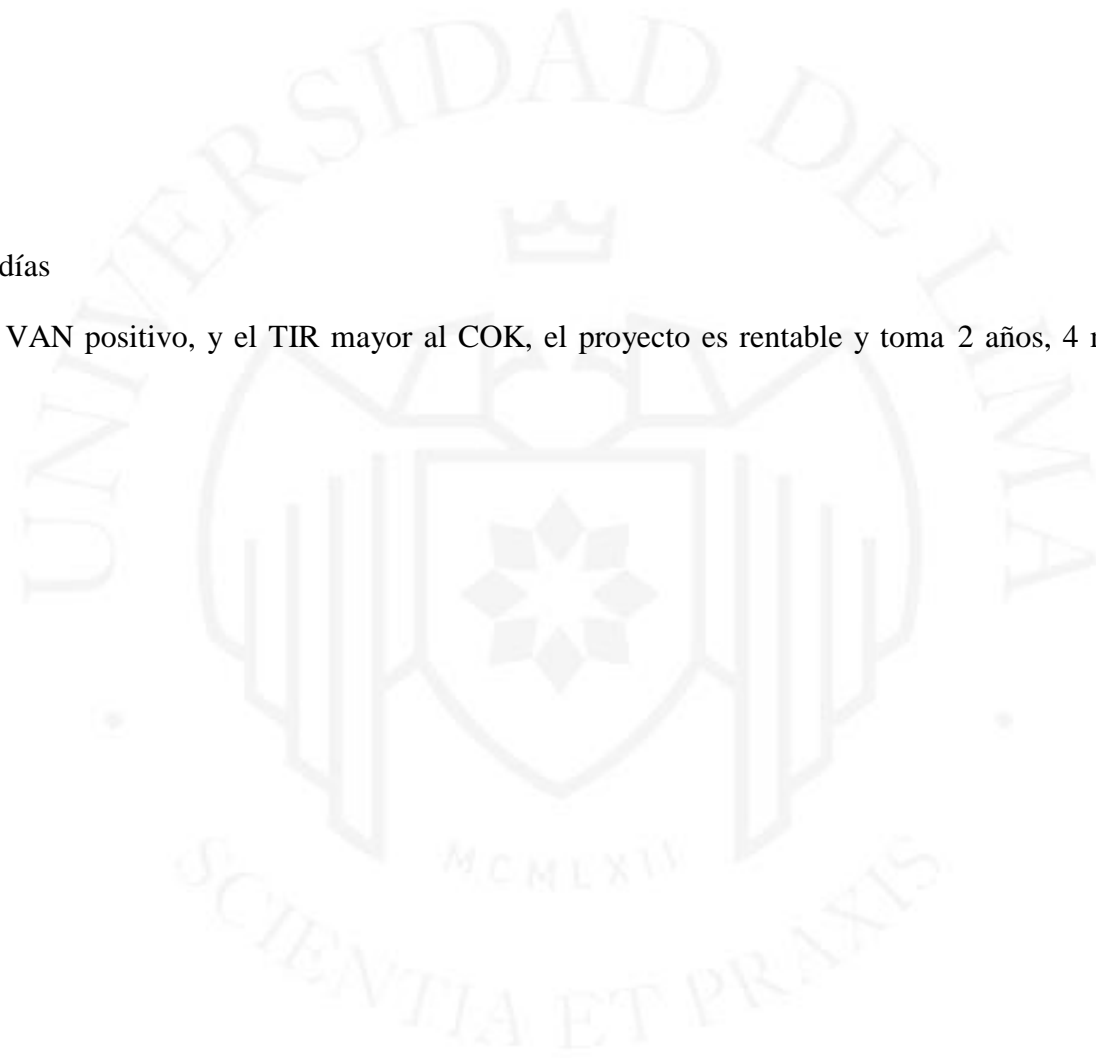 días
VAN positivo, y el TIR mayor al COK, el proyecto es rentable y toma 2 años, 4
UNIVERSIDAD DE LIMA
MCMLXII
SCIENTIA ET PRAXIS